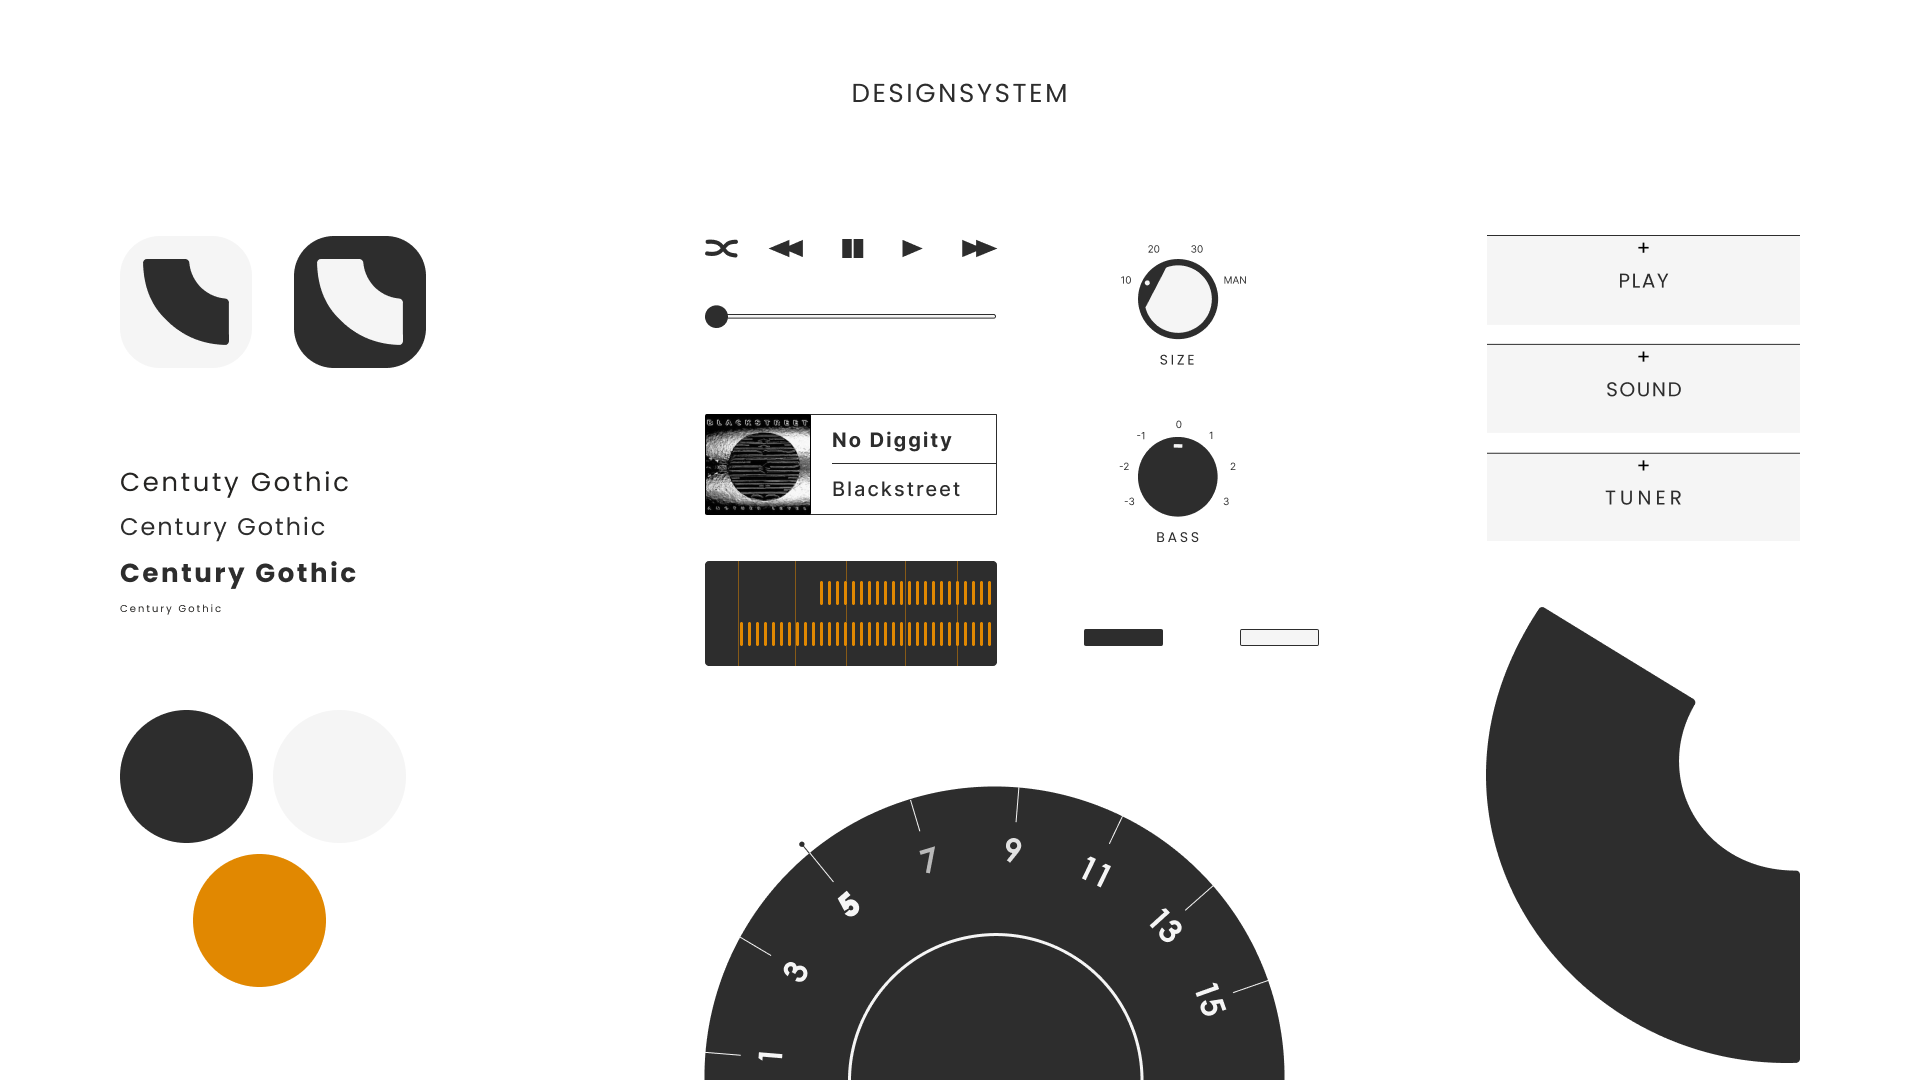 DESIGNSYSTEM
Centuty Gothic
Century Gothic
Century Gothic
Century Gothic
BLACKSTREET
No Diggity
Blackstreet
20 30
10 MAN
SIZE
0
-1 1
-2 2
-3 3
BASS
1 3 5 7 9 11 13 15
+
PLAY
+
SOUND
+
TUNER